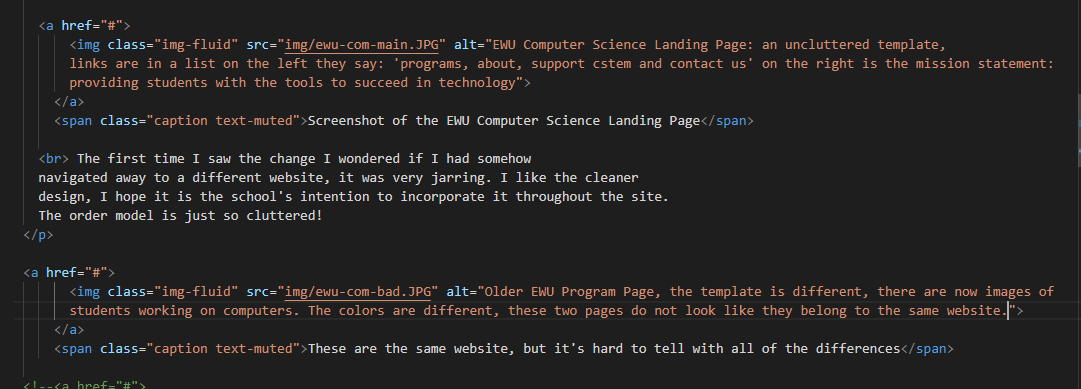 <a href="#">
<img class="img-fluid" src="img/ewu-com-main.JPG" alt="EWU Computer Science Landing Page: an uncluttered template,
links are in a list on the left they say: 'programs, about, support cstem and contact us' on the right is the mission statement:
providing students with the tools to succeed in technology">
</a>
<span class="caption text-muted">Screenshot of the EWU Computer Science Landing Page</span>
<br> The first time I saw the change I wondered if I had somehow
navigated away to a different website, it was very jarring. I like the cleaner
design, I hope it is the school's intention to incorporate it throughout the site.
The order model is just so cluttered!
</p>
<a href="#">
<img class="img-fluid" src="img/ewu-com-bad.JPG" alt="Older EWU Program Page, the template is different, there are now images of
students working on computers. The colors are different, these two pages do not look like they belong to the same website.">
</a>
<span class="caption text-muted">These are the same website, but it's hard to tell with all of the differences</span>
<!--<a href="#">